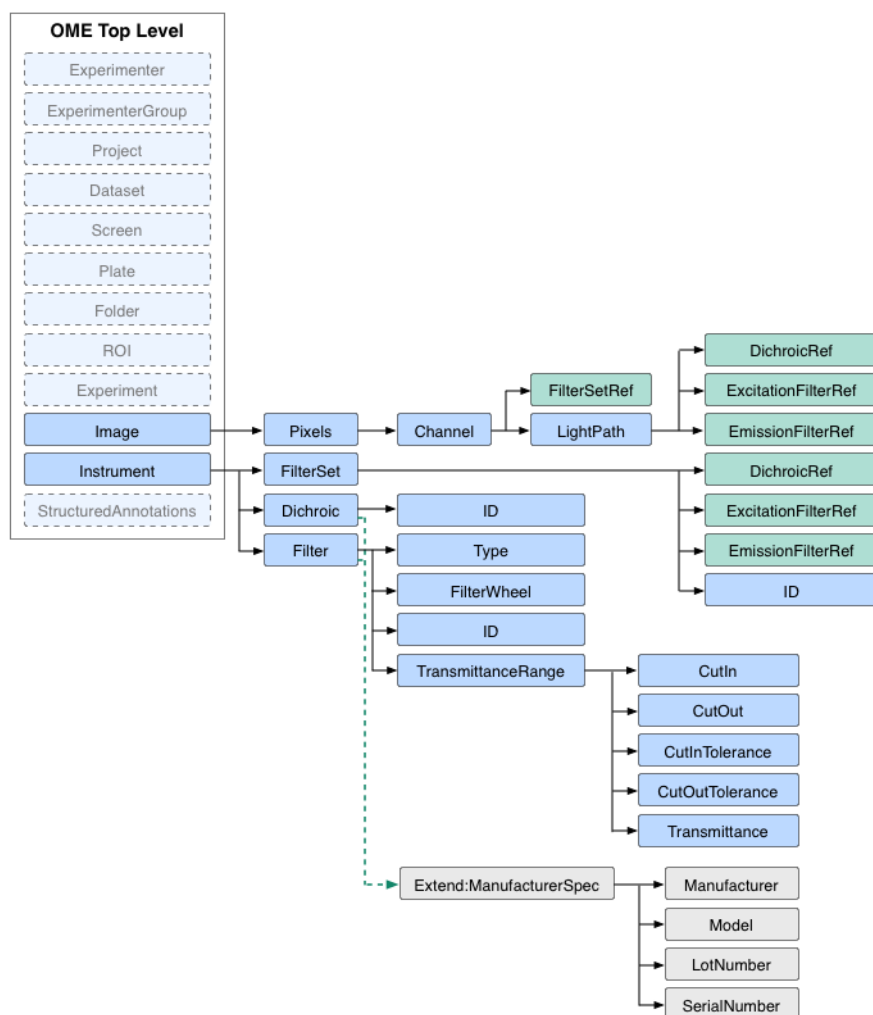 OME Top Level
Experimenter
ExperimenterGroup
Project
Dataset
Screen
Plate
Folder
ROI
Experiment
Image
Instrument
StructuredAnnotations
Pixels
Channel
FilterSetRef
LightPath
DichroicRef
ExcitationFilterRef
EmissionFilterRef
FilterSet
DichroicRef
ExcitationFilterRef
EmissionFilterRef
ID
Dichroic
ID
Filter
Type
FilterWheel
ID
TransmittanceRange
CutIn
CutOut
CutInTolerance
CutOutTolerance
Transmittance
Extend:ManufacturerSpec
Manufacturer
Model
LotNumber
SerialNumber